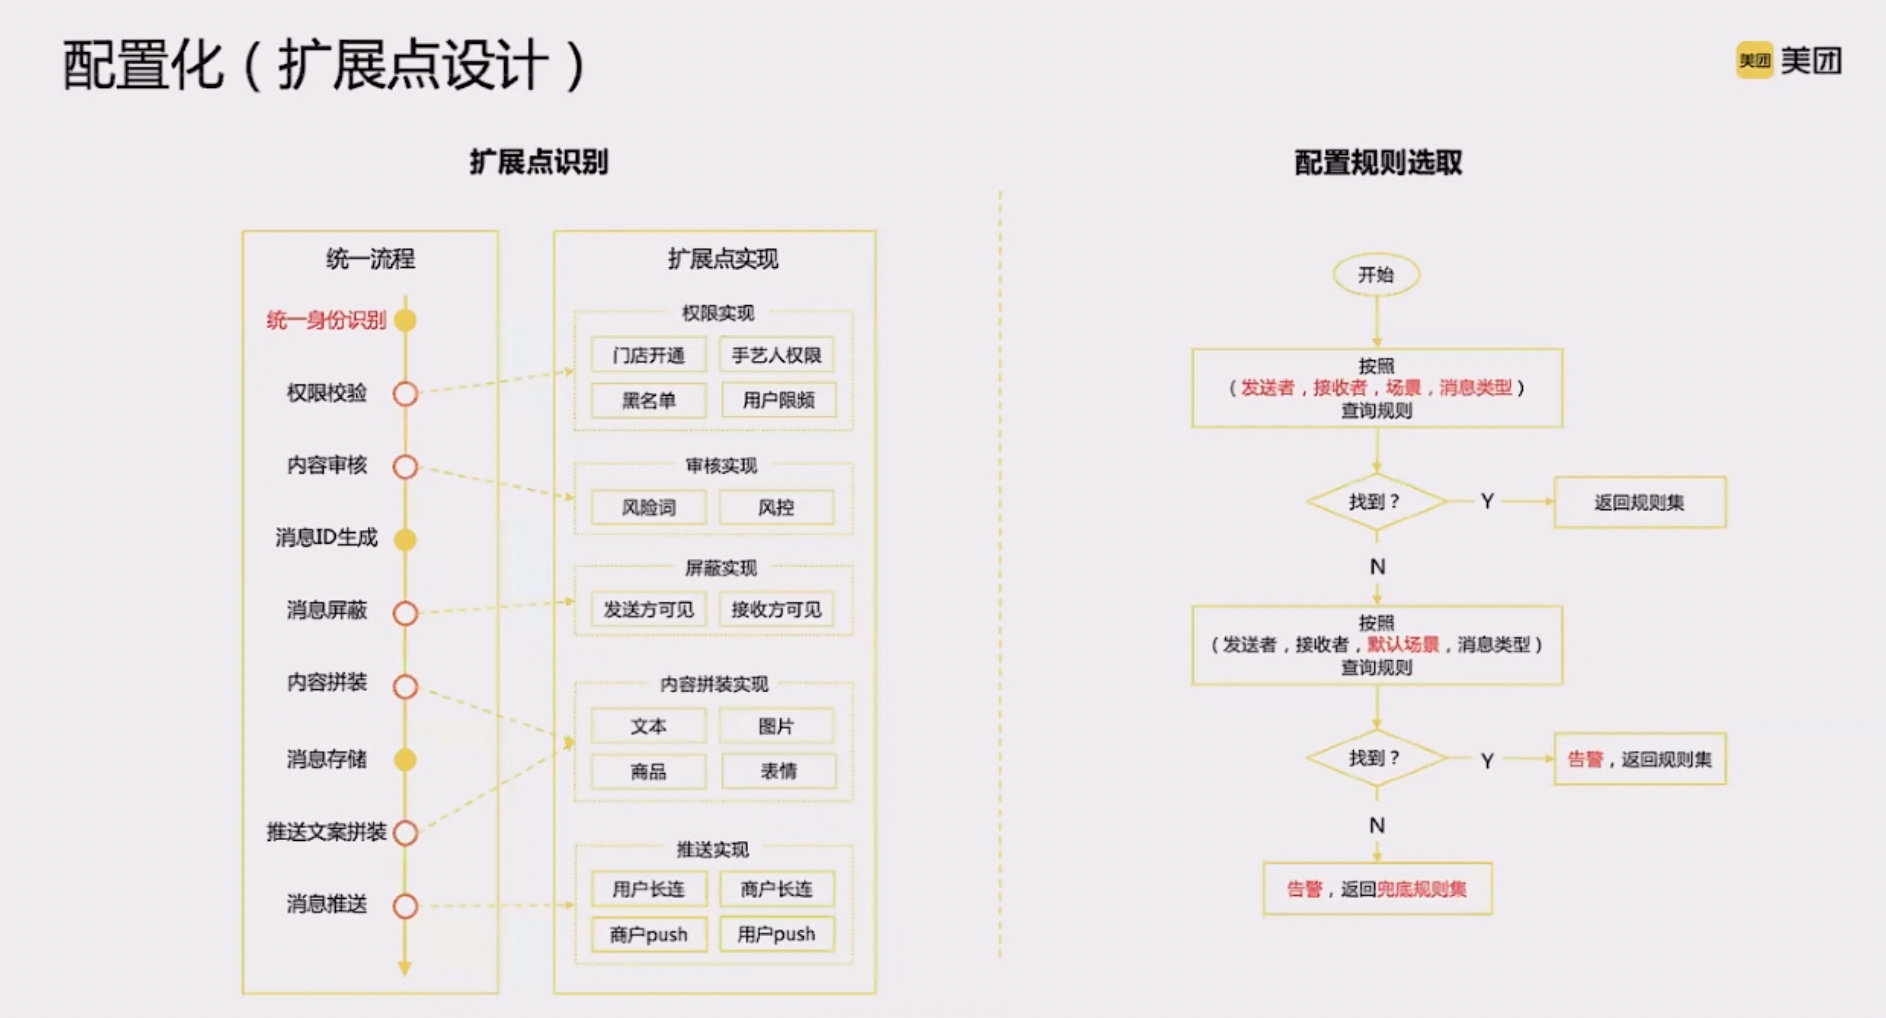 配置化（扩展点设计）
美团 美团
扩展点识别
统一流程
统一身份识别
权限校验
内容审核
消息ID生成
消息屏蔽
内容拼装
消息存储
推送文案拼装
消息推送
扩展点实现
权限实现
门店开通 手艺人权限
黑名单 用户限频
审核实现
风险词 风控
屏蔽实现
发送方可见 接收方可见
内容拼装实现
文本 图片
商品 表情
推送实现
用户长连 商户长连
商户push 用户push
配置规则选取
开始
按照
（发送者，接收者，场景，消息类型）
查询规则
找到？ Y 返回规则集
N
按照
（发送者，接收者，默认场景，消息类型）
查询规则
找到？ Y 告警，返回规则集
N
告警，返回兜底规则集